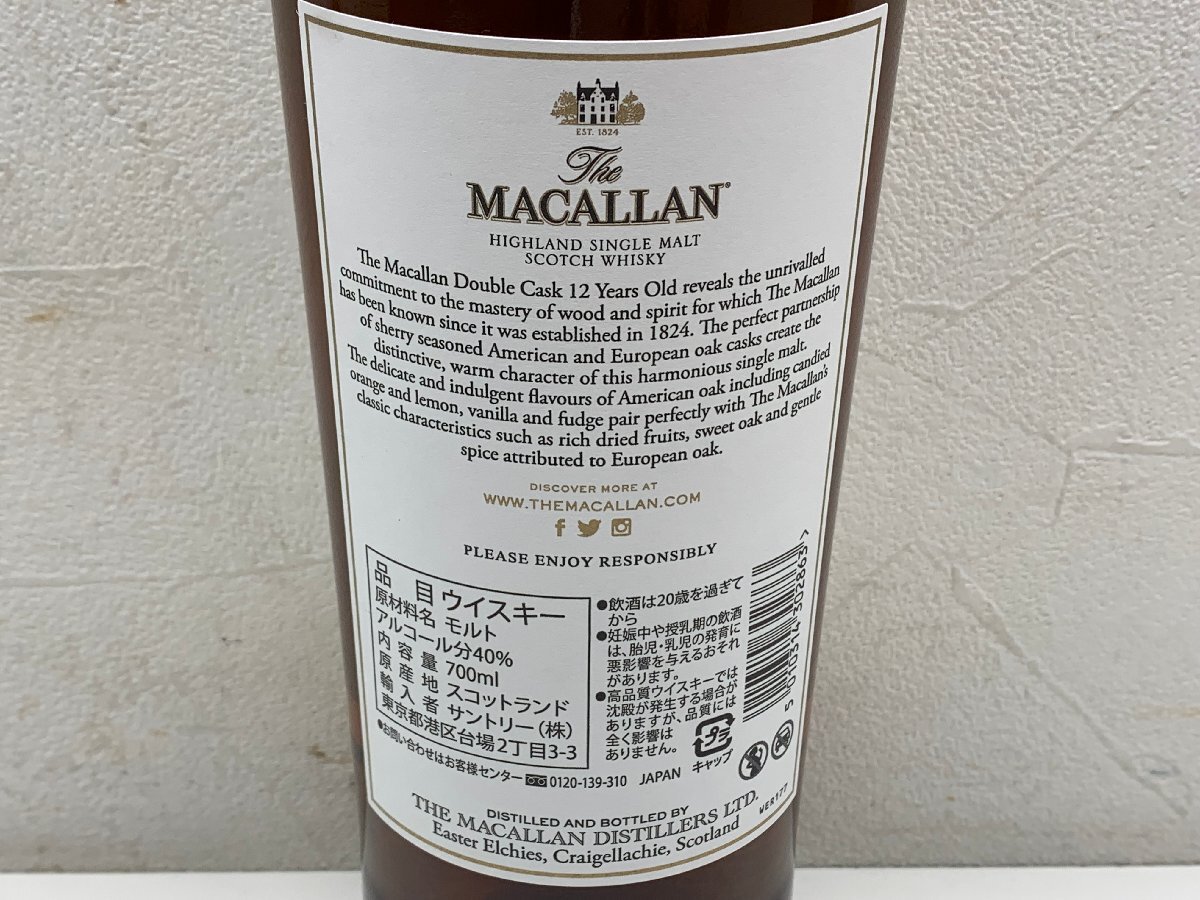 EST. 1824
The
MACALLAN®
HIGHLAND SINGLE MALT
SCOTCH WHISKY
The Macallan Double Cask 12 Years Old reveals the unrivalled
commitment to the mastery of wood and spirit for which The Macallan
has been known since it was established in 1824. The perfect partnership
of sherry seasoned American and European oak casks create the
distinctive, warm character of this harmonious single malt.
The delicate and indulgent flavours of American oak including candied
orange and lemon, vanilla and fudge pair perfectly with The Macallan's
classic characteristics such as rich dried fruits, sweet oak and gentle
spice attributed to European oak.
DISCOVER MORE AT
WWW.THEMACALLAN.COM
PLEASE ENJOY RESPONSIBLY
品目 ウイスキー
原材料名 モルト
アルコール分40%
内容量 700ml
原産地 スコットランド
輸入者 サントリー(株)
東京都港区台場2丁目3-3
●お問い合わせはお客様センター 0120-139-310 JAPAN
●飲酒は20歳を過ぎて
から
●妊娠中や授乳期の飲酒
は、胎児・乳児の発育に
悪影響を与えるおそれ
があります。
●高品質ウイスキーでは
沈殿が発生する場合が
ありますが、品質には
全く影響は
ありません。
プラ
キャップ
5 010314 302863 >
DISTILLED AND BOTTLED BY
THE MACALLAN DISTILLERS LTD.
Easter Elchies, Craigellachie, Scotland
VER177